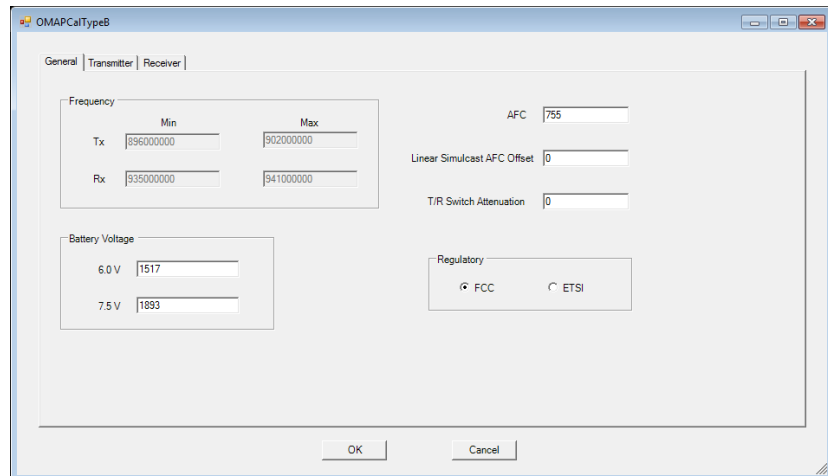 OMAPCalTypeB
General Transmitter Receiver
Frequency
Min Max
Tx 896000000 902000000
Rx 935000000 941000000
AFC 755
Linear Simulcast AFC Offset 0
T/R Switch Attenuation 0
Battery Voltage
6.0 V 1517
7.5 V 1893
Regulatory
FCC ETSI
OK Cancel